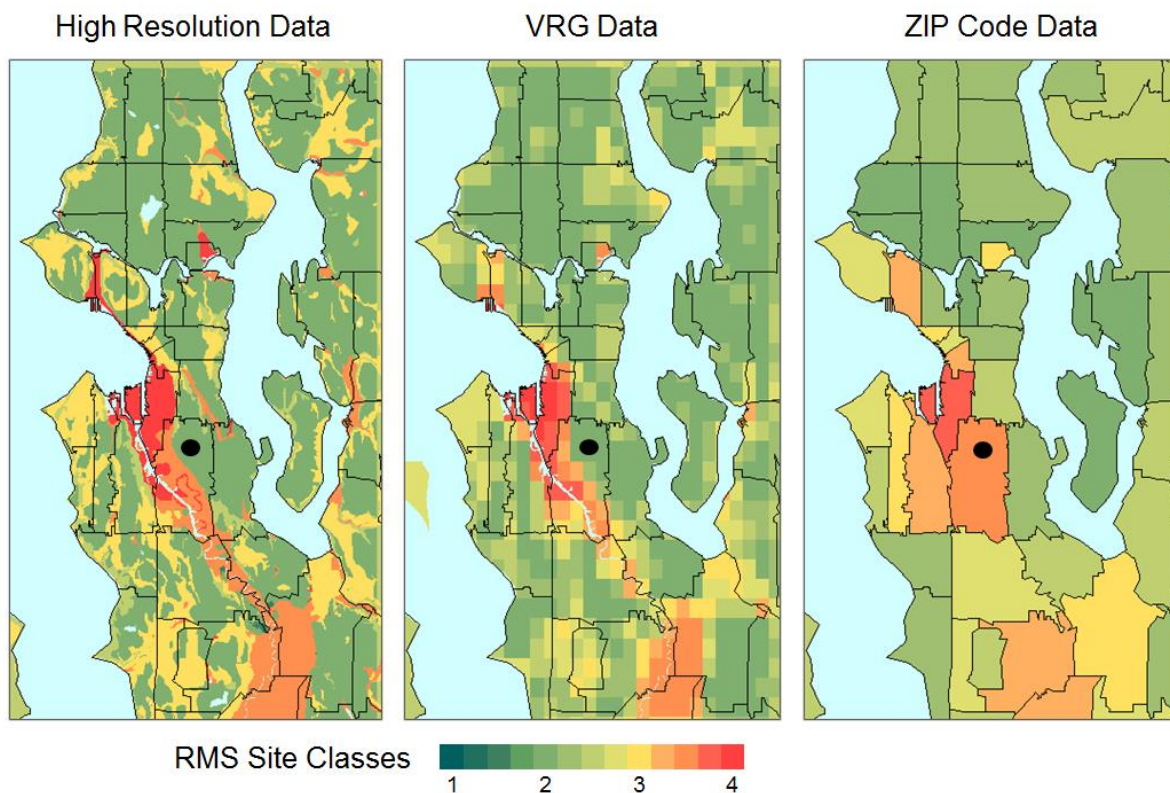 High Resolution Data
VRG Data
ZIP Code Data
RMS Site Classes
1 2 3 4